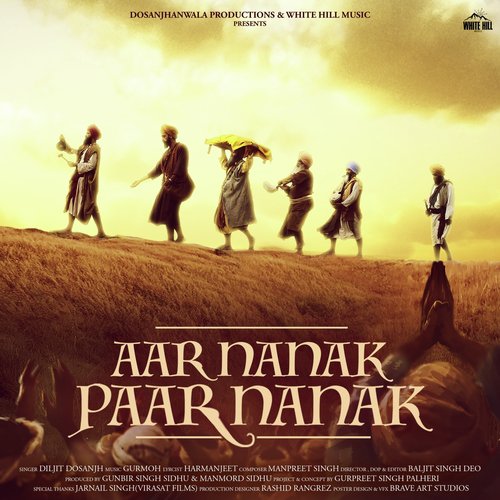 DOSANJHANWALA PRODUCTIONS & WHITE HILL MUSIC
PRESENTS
WHITE HILL
AAR NANAK
PAAR NANAK
SINGER DILJIT DOSANJH MUSIC GURMOH LYRICIST HARMANJEET COMPOSER MANPREET SINGH DIRECTOR , DOP & EDITOR BALJIT SINGH DEO
PRODUCED BY GUNBIR SINGH SIDHU & MANMORD SIDHU PROJECT & CONCEPT BY GURPREET SINGH PALHERI
SPECIAL THANKS JARNAIL SINGH(VIRASAT FILMS) PRODUCTION DESIGNER RASHID RANGREZ POSTER DESIGN & VFX BRAVE ART STUDIOS